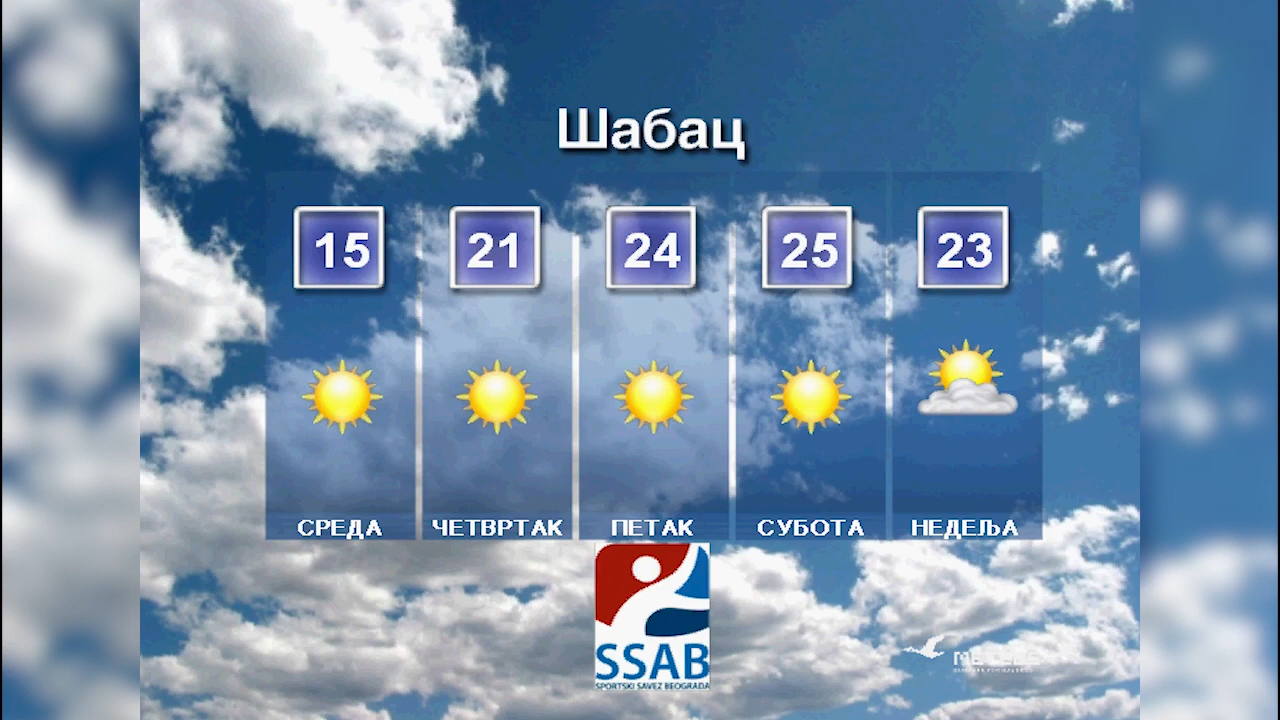 Шабац
15 21 24 25 23
СРЕДА ЧЕТВРТАК ПЕТАК СУБОТА НЕДЕЉА
SSAB
SPORTSKI SAVEZ BEOGRADA